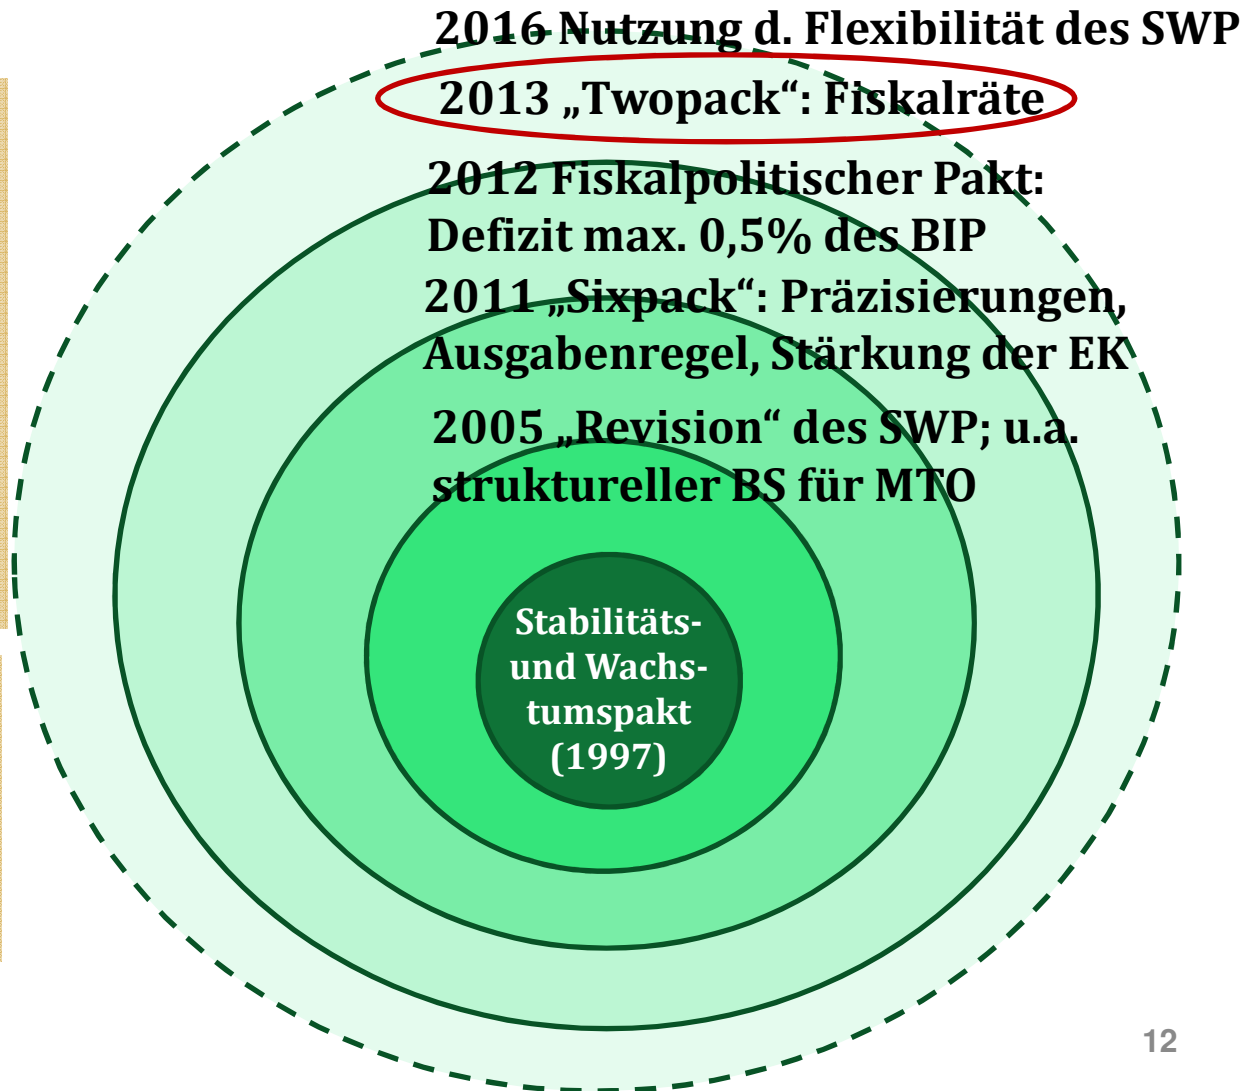 2016 Nutzung d. Flexibilität des SWP
2013 „Twopack“: Fiskalräte
2012 Fiskalpolitischer Pakt:
Defizit max. 0,5% des BIP
2011 „Sixpack“: Präzisierungen,
Ausgabenregel, Stärkung der EK
2005 „Revision“ des SWP; u.a.
struktureller BS für MTO
Stabilitäts-
und Wachs-
tumspakt
(1997)
12